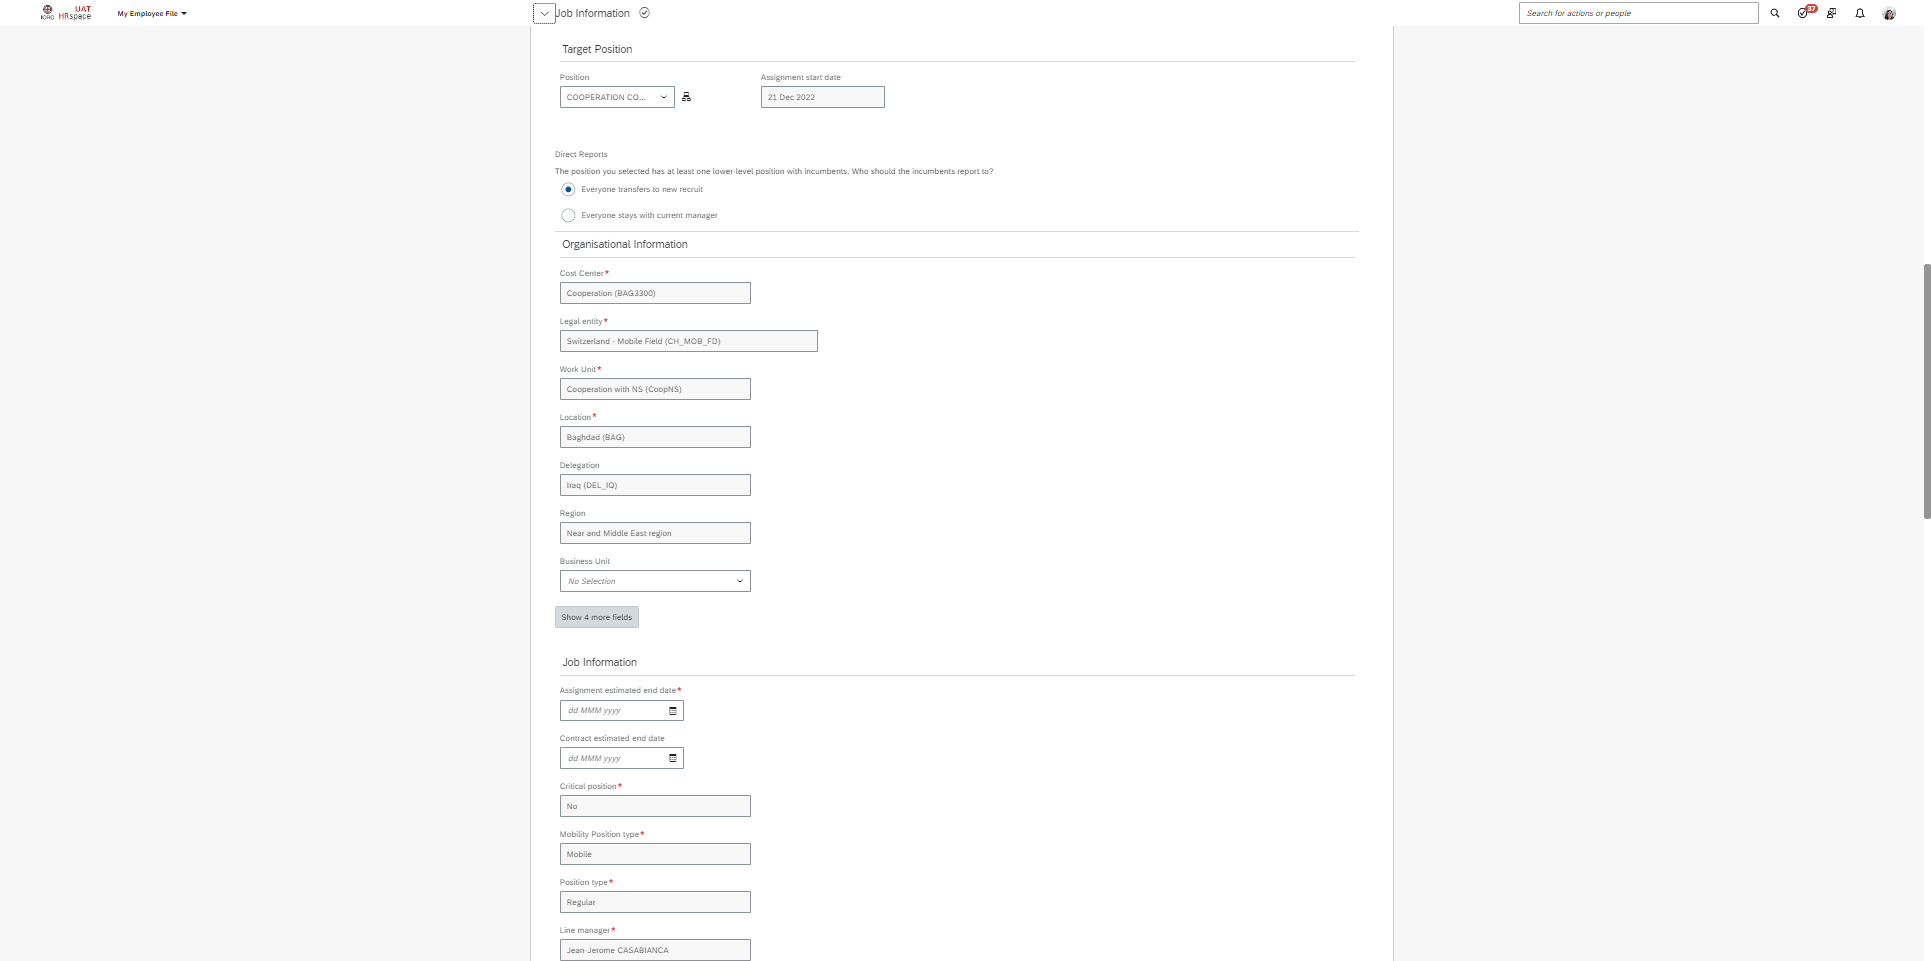 ICRC
UAT
HRspace
My Employee File
Job Information
Search for actions or people
37
Target Position
Position
Assignment start date
COOPERATION CO...
21 Dec 2022
Direct Reports
The position you selected has at least one lower-level position with incumbents. Who should the incumbents report to?
Everyone transfers to new recruit
Everyone stays with current manager
Organisational Information
Cost Center*
Cooperation (BAG3300)
Legal entity*
Switzerland - Mobile Field (CH_MOB_FD)
Work Unit*
Cooperation with NS (CoopNS)
Location*
Baghdad (BAG)
Delegation
Iraq (DEL_IQ)
Region
Near and Middle East region
Business Unit
No Selection
Show 4 more fields
Job Information
Assignment estimated end date*
dd MMM yyyy
Contract estimated end date
dd MMM yyyy
Critical position*
No
Mobility Position type*
Mobile
Position type*
Regular
Line manager*
Jean-Jerome CASABIANCA